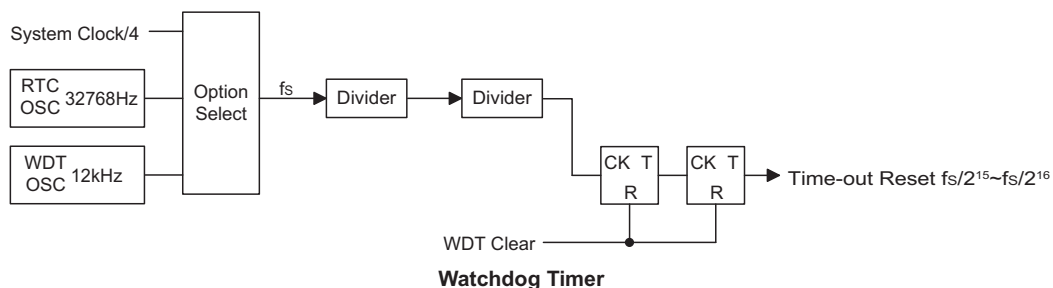 System Clock/4
RTC
OSC 32768Hz
WDT
OSC 12kHz
Option
Select
fs
Divider
Divider
CK T
R
CK T
R
Time-out Reset fs/2¹⁵~fs/2¹⁶
WDT Clear
Watchdog Timer